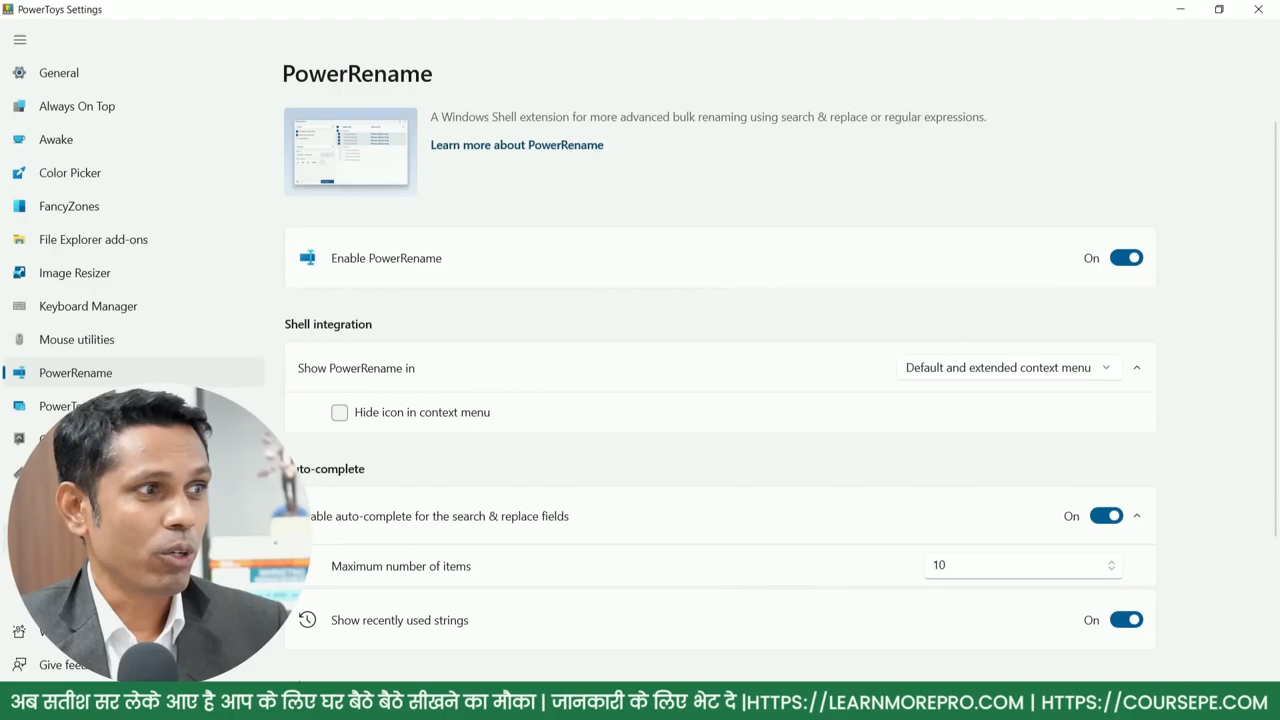 PowerToys Settings
General
Always On Top
Awake
Color Picker
FancyZones
File Explorer add-ons
Image Resizer
Keyboard Manager
Mouse utilities
PowerRename
PowerRename
A Windows Shell extension for more advanced bulk renaming using search & replace or regular expressions.
Learn more about PowerRename
Enable PowerRename On
Shell integration
Show PowerRename in Default and extended context menu
Hide icon in context menu
to-complete
able auto-complete for the search & replace fields On
Maximum number of items 10
Show recently used strings On
Give fee
अब सतीश सर लेके आए है आप के लिए घर बैठे बैठे सीखने का मौका | जानकारी के लिए भेट दे |HTTPS://LEARNMOREPRO.COM | HTTPS://COURSEPE.COM